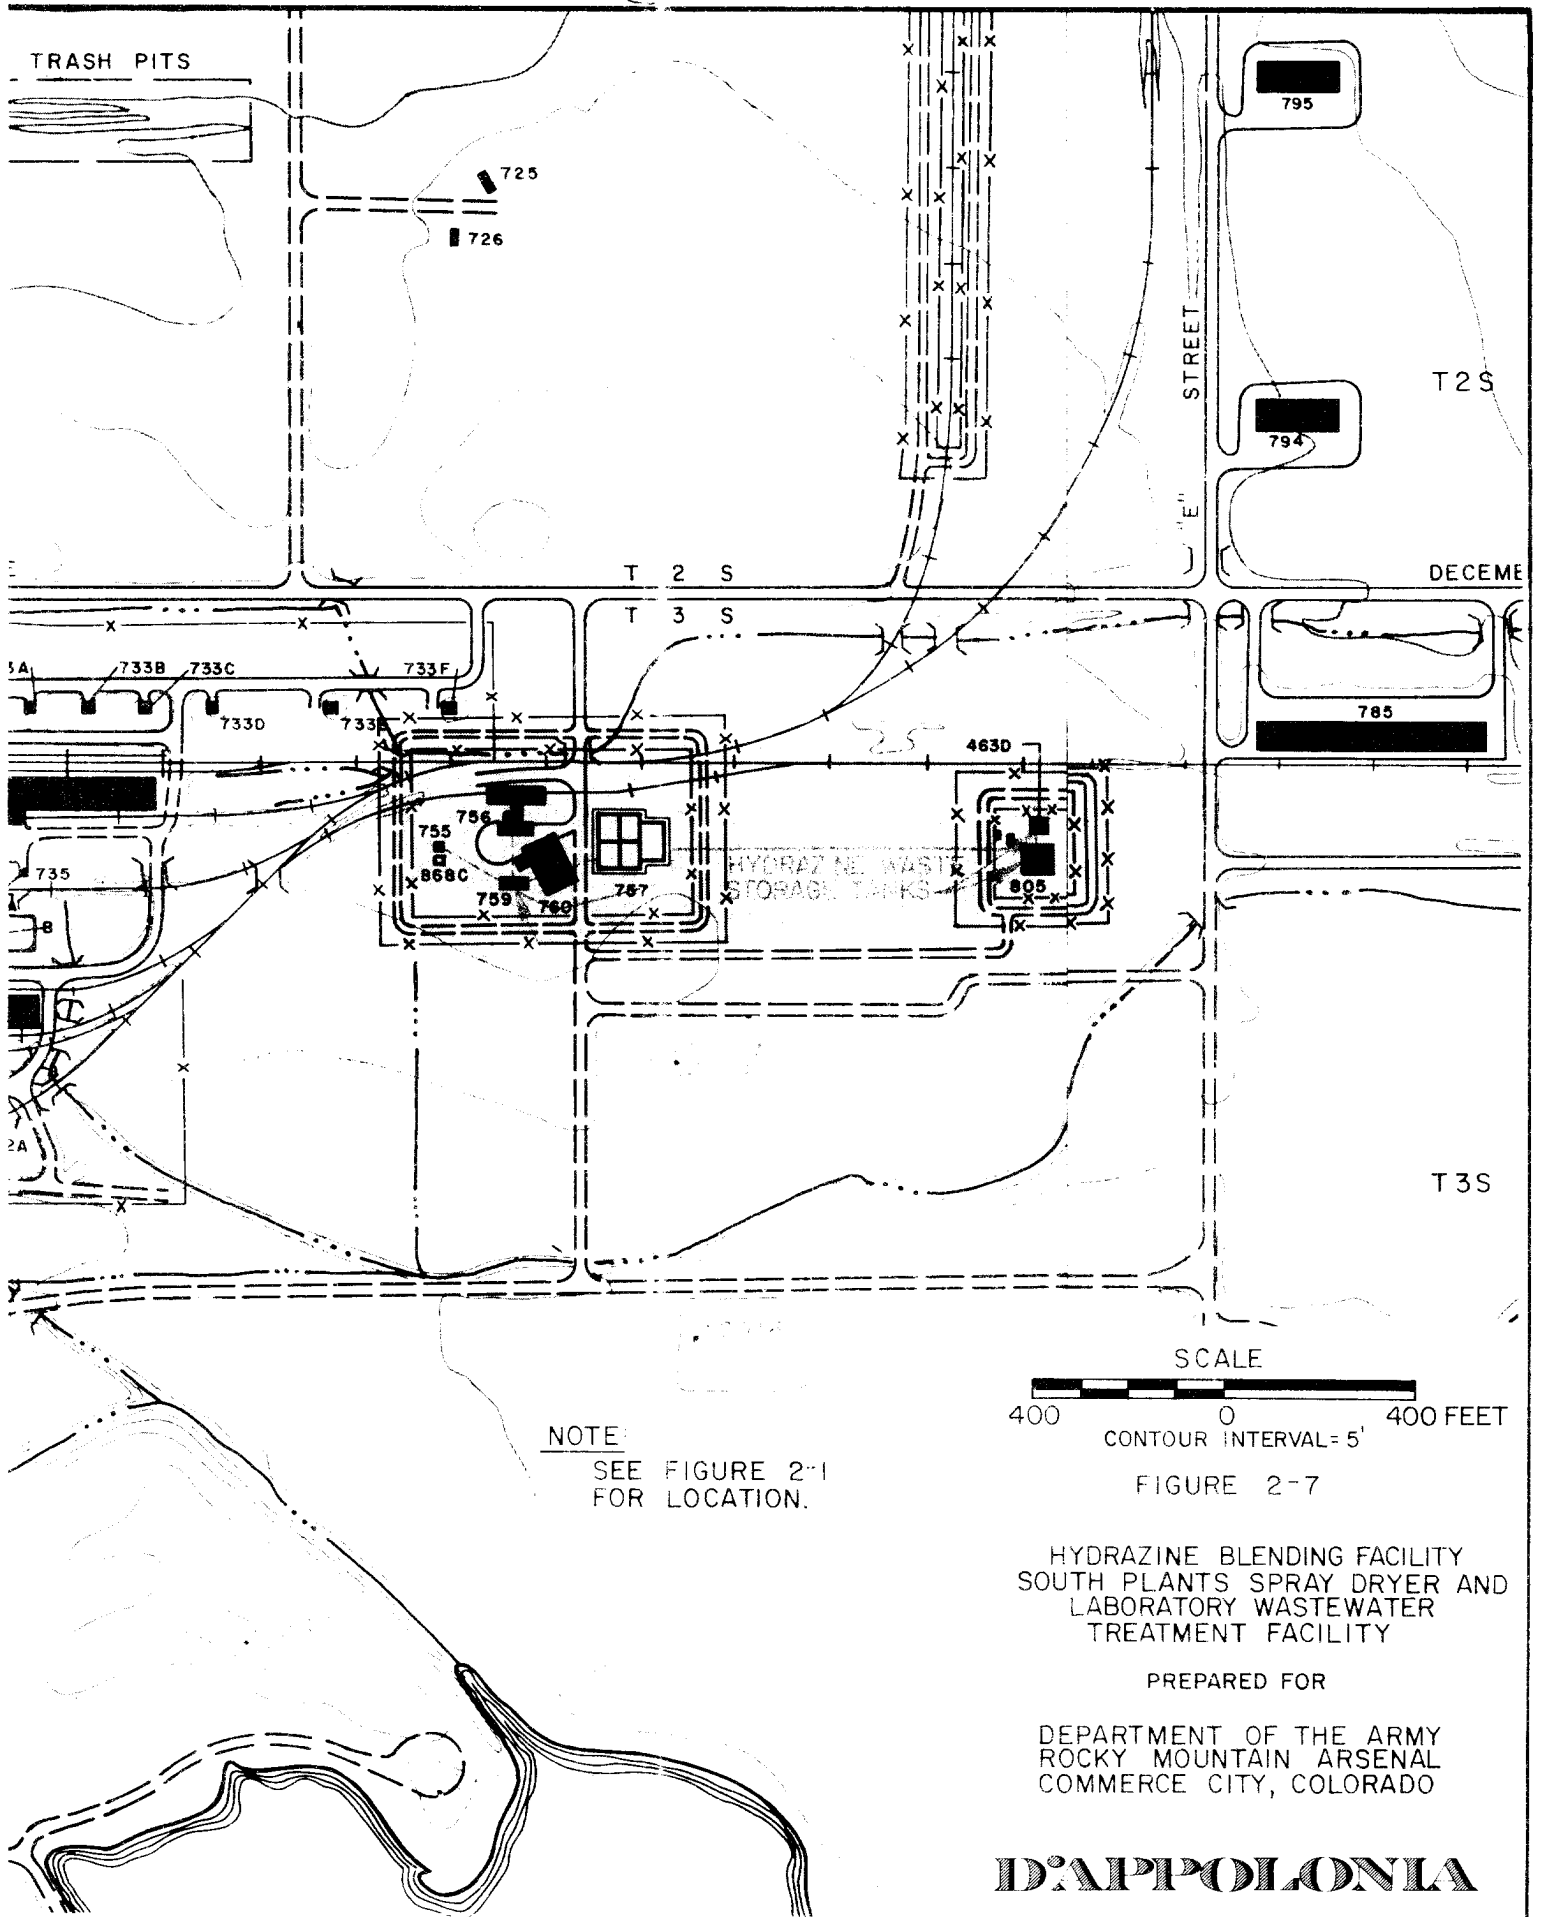 TRASH PITS
795
725
726
STREET
T2S
794
"E"
E
T 2 S
DECEME
T 3 S
3A
733B
733C
733F
733D
733E
785
463D
756
755
735
868C
HYDRAZINE WASTE
STORAGE TANKS
805
759
760
757
B
2A
T3S
SCALE
400 0 400 FEET
CONTOUR INTERVAL= 5'
NOTE:
SEE FIGURE 2-1
FOR LOCATION.
FIGURE 2-7
HYDRAZINE BLENDING FACILITY
SOUTH PLANTS SPRAY DRYER AND
LABORATORY WASTEWATER
TREATMENT FACILITY
PREPARED FOR
DEPARTMENT OF THE ARMY
ROCKY MOUNTAIN ARSENAL
COMMERCE CITY, COLORADO
D'APPOLONIA